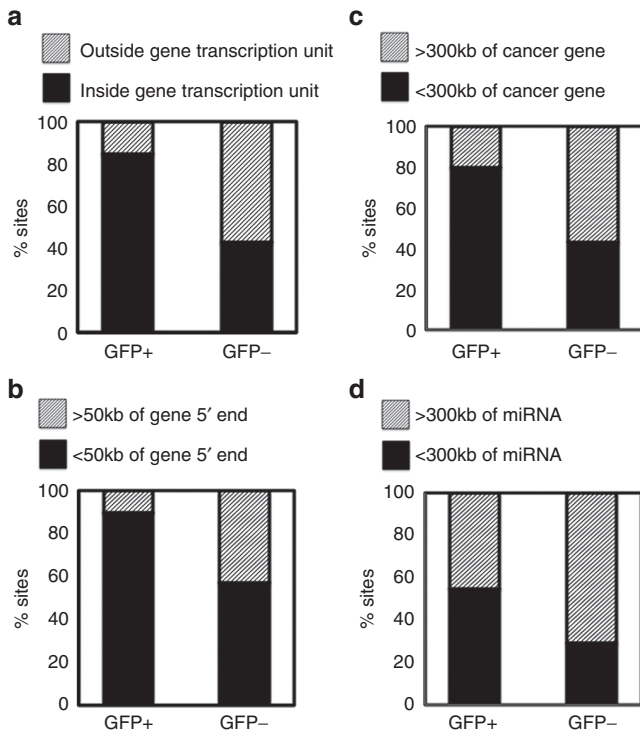 a
Outside gene transcription unit
Inside gene transcription unit
100
80
60
40
20
0
% sites
GFP+ GFP−
b
>50kb of gene 5′ end
<50kb of gene 5′ end
100
80
60
40
20
0
% sites
GFP+ GFP−
c
>300kb of cancer gene
<300kb of cancer gene
100
80
60
40
20
0
% sites
GFP+ GFP−
d
>300kb of miRNA
<300kb of miRNA
100
80
60
40
20
0
% sites
GFP+ GFP−